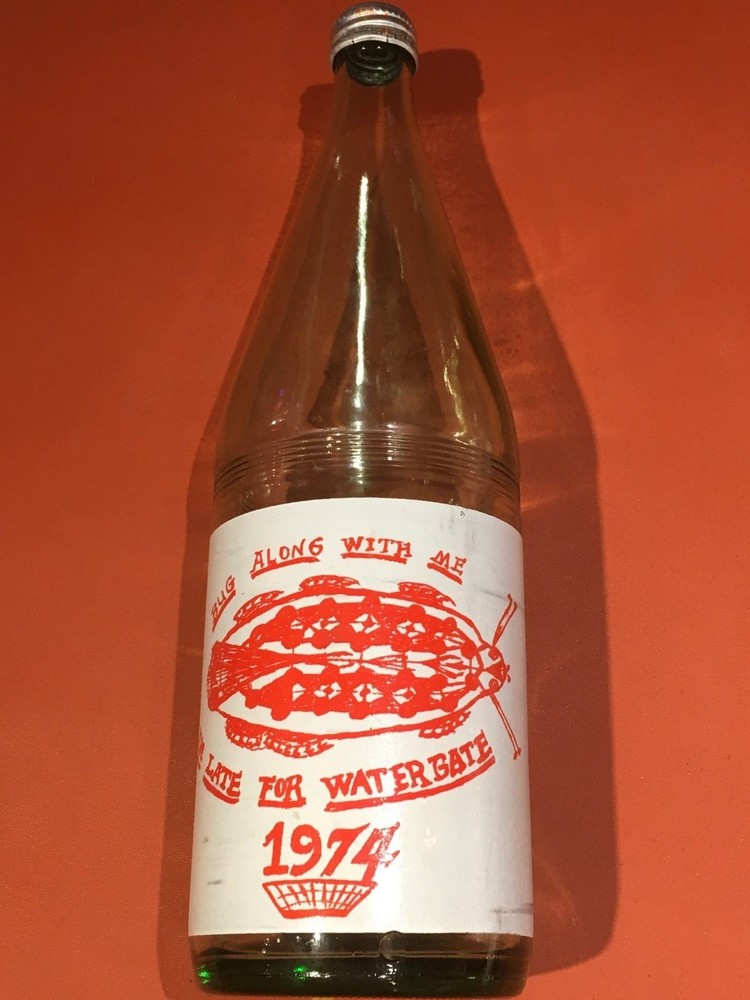 BUG ALONG WITH ME
LATE FOR WATERGATE
1974